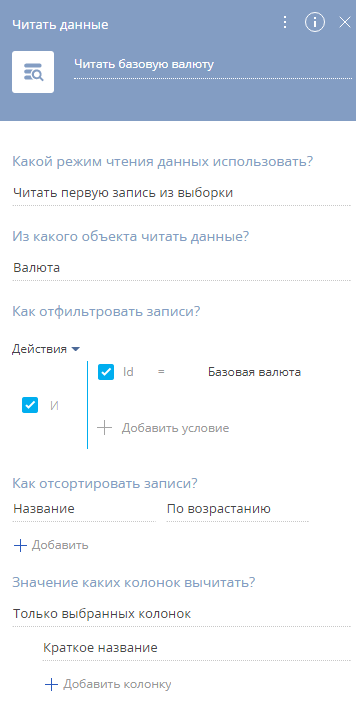 Читать данные
Читать базовую валюту
Какой режим чтения данных использовать?
Читать первую запись из выборки
Из какого объекта читать данные?
Валюта
Как отфильтровать записи?
Действия
Id = Базовая валюта
И
Добавить условие
Как отсортировать записи?
Название По возрастанию
Добавить
Значение каких колонок вычитать?
Только выбранных колонок
Краткое название
Добавить колонку